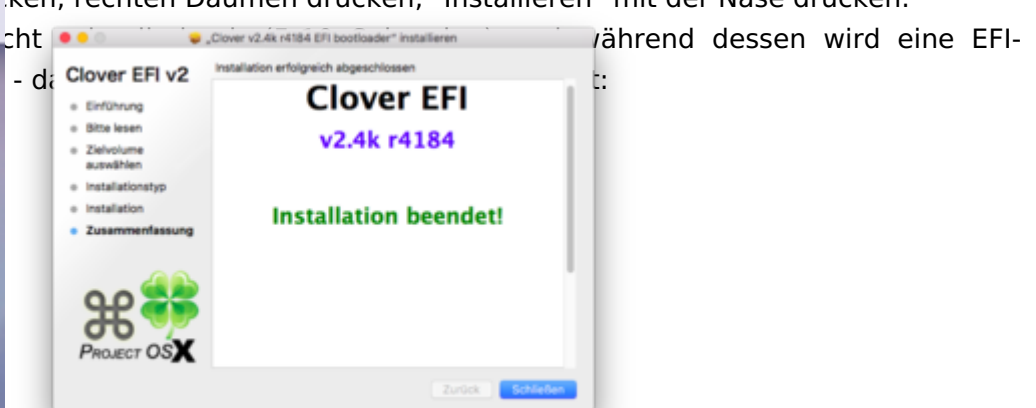 rechten Daumen drücken, "Installieren" mit der Nase drücken.
cht während dessen wird eine EFI-
- da t:
„Clover v2.4k r4184 EFI bootloader“ installieren
Clover EFI v2
Installation erfolgreich abgeschlossen
Einführung
Bitte lesen
Zielvolume
auswählen
Installationstyp
Installation
Zusammenfassung
Clover EFI
v2.4k r4184
Installation beendet!
PROJECT OSX
Zurück
Schließen